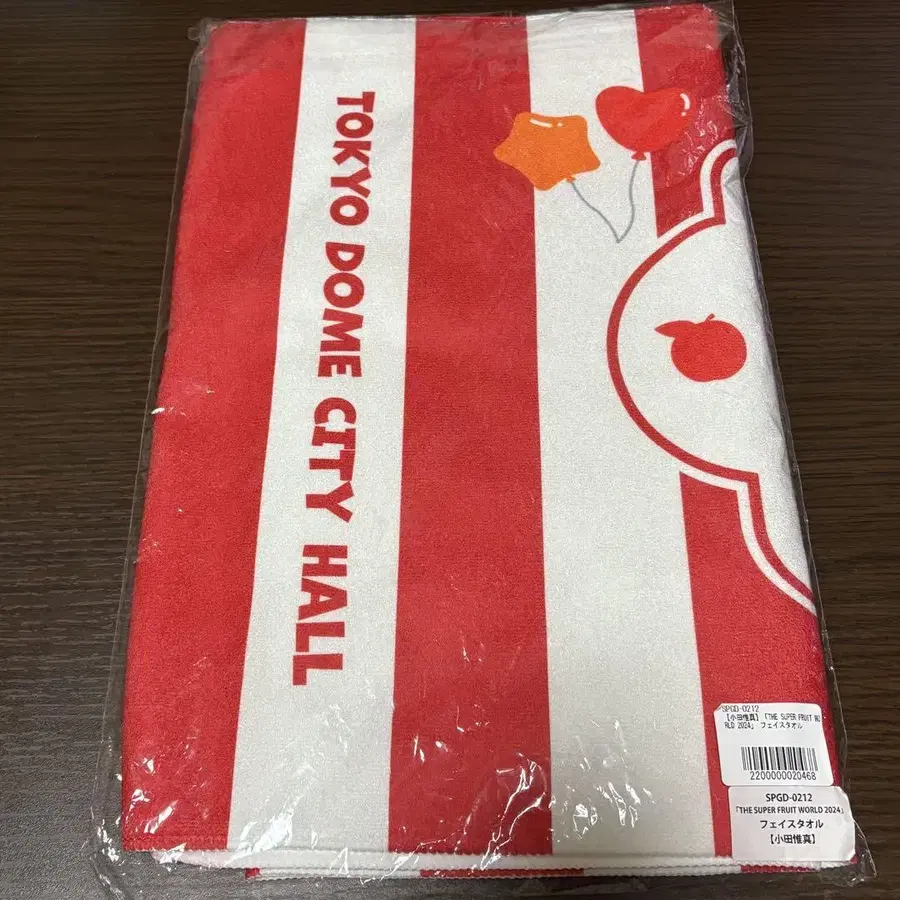 TOKYO DOME CITY HALL
SPGD-0212
【小田惟真】「THE SUPER FRUIT WO
RLD 2024」 フェイスタオル
2200000020468
SPGD-0212
「THE SUPER FRUIT WORLD 2024」
フェイスタオル
【小田惟真】